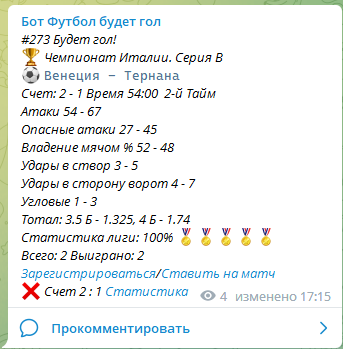 Бот Футбол будет гол
#273 Будет гол!
🏆 Чемпионат Италии. Серия В
⚽ Венеция – Тернана
Счет: 2 - 1 Время 54:00 2-й Тайм
Атаки 54 - 67
Опасные атаки 27 - 45
Владение мячом % 52 - 48
Удары в створ 3 - 5
Удары в сторону ворот 4 - 7
Угловые 1 - 3
Тотал: 3.5 Б - 1.325, 4 Б - 1.74
Статистика лиги: 100% 🏅 🏅 🏅 🏅 🏅
Всего: 2 Выиграно: 2
Зарегистрироваться/Ставить на матч
❌ Счет 2 : 1 Статистика 4 изменено 17:15
Прокомментировать